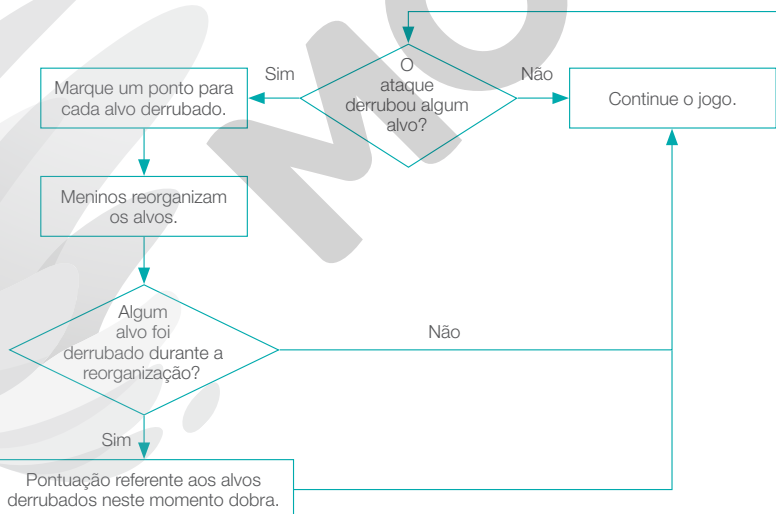 O
ataque
derrubou algum
alvo?
Sim
Não
Marque um ponto para
cada alvo derrubado.
Continue o jogo.
Meninos reorganizam
os alvos.
Algum
alvo foi
derrubado durante a
reorganização?
Não
Sim
Pontuação referente aos alvos
derrubados neste momento dobra.